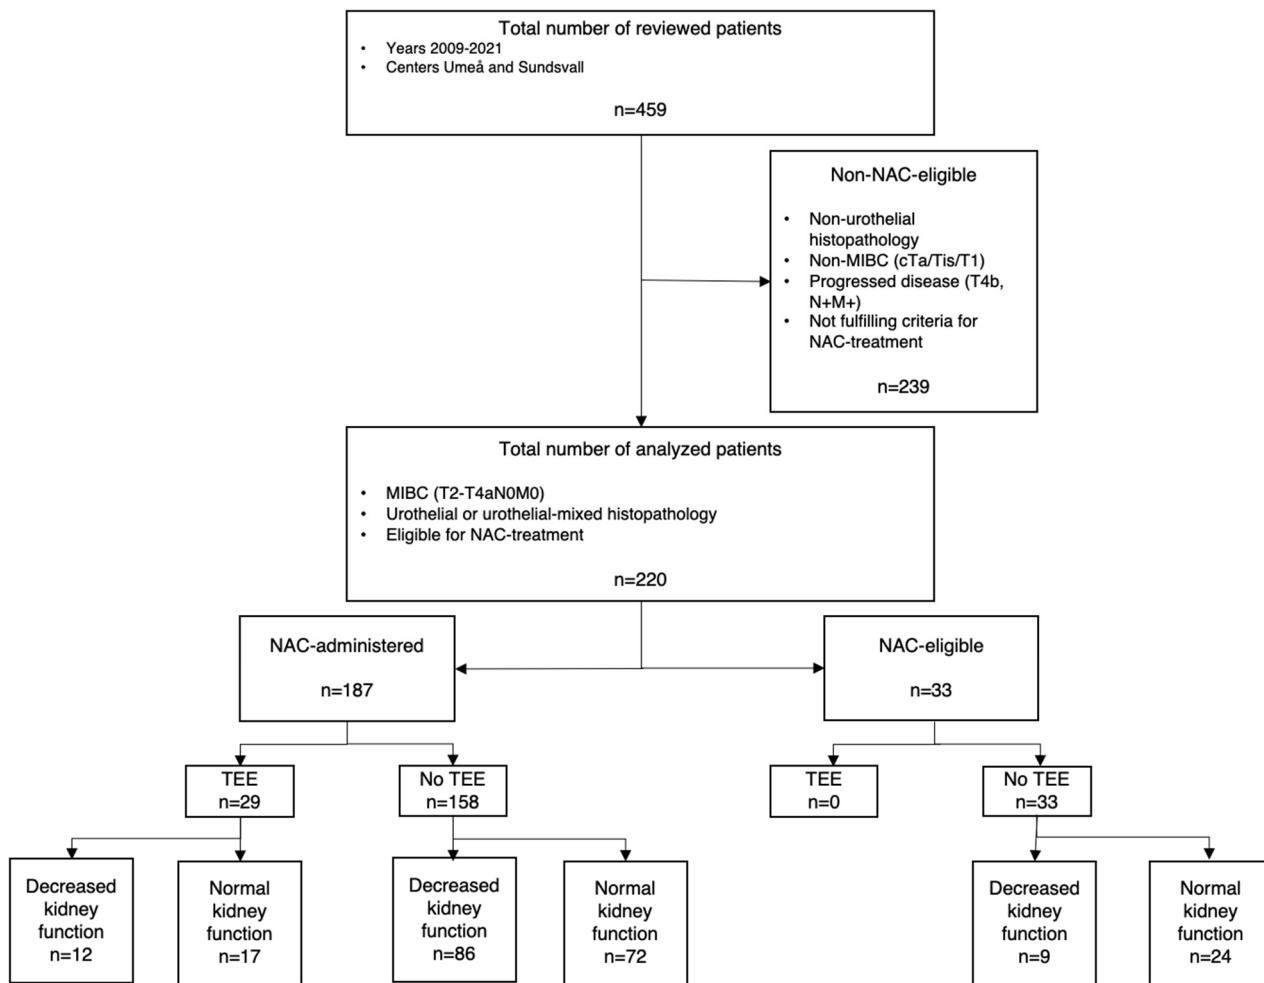 Total number of reviewed patients
• Years 2009-2021
• Centers Umeå and Sundsvall
n=459
Non-NAC-eligible
• Non-urothelial
histopathology
• Non-MIBC (cTa/Tis/T1)
• Progressed disease (T4b,
N+M+)
• Not fulfilling criteria for
NAC-treatment
n=239
Total number of analyzed patients
• MIBC (T2-T4aN0M0)
• Urothelial or urothelial-mixed histopathology
• Eligible for NAC-treatment
n=220
NAC-administered
n=187
NAC-eligible
n=33
TEE
n=29
No TEE
n=158
TEE
n=0
No TEE
n=33
Decreased
kidney
function
n=12
Normal
kidney
function
n=17
Decreased
kidney
function
n=86
Normal
kidney
function
n=72
Decreased
kidney
function
n=9
Normal
kidney
function
n=24